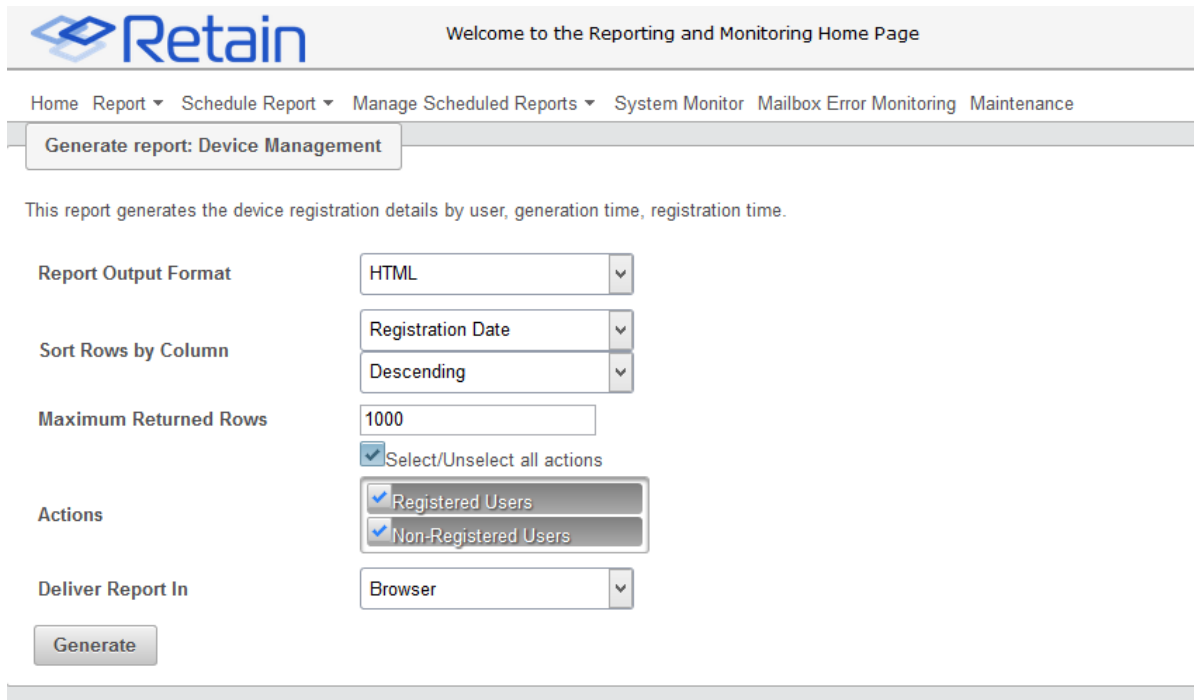 Retain
Welcome to the Reporting and Monitoring Home Page
Home Report Schedule Report Manage Scheduled Reports System Monitor Mailbox Error Monitoring Maintenance
Generate report: Device Management
This report generates the device registration details by user, generation time, registration time.
Report Output Format HTML
Sort Rows by Column Registration Date
Descending
Maximum Returned Rows 1000
Select/Unselect all actions
Actions
Registered Users
Non-Registered Users
Deliver Report In Browser
Generate